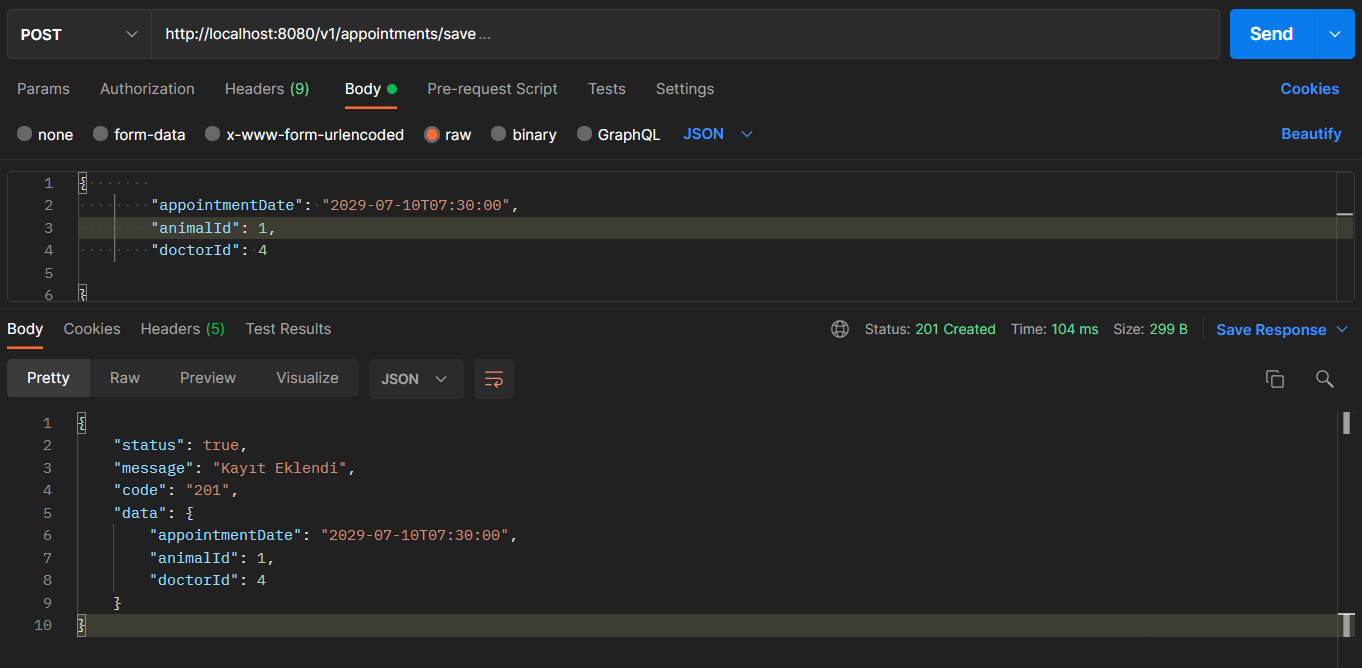 POST http://localhost:8080/v1/appointments/save... Send
Params Authorization Headers (9) Body Pre-request Script Tests Settings Cookies
none form-data x-www-form-urlencoded raw binary GraphQL JSON Beautify
1 {
2 "appointmentDate": "2029-07-10T07:30:00",
3 "animalId": 1,
4 "doctorId": 4
5
6 }
Body Cookies Headers (5) Test Results Status: 201 Created Time: 104 ms Size: 299 B Save Response
Pretty Raw Preview Visualize JSON
1 {
2 "status": true,
3 "message": "Kayıt Eklendi",
4 "code": "201",
5 "data": {
6 "appointmentDate": "2029-07-10T07:30:00",
7 "animalId": 1,
8 "doctorId": 4
9 }
10 }